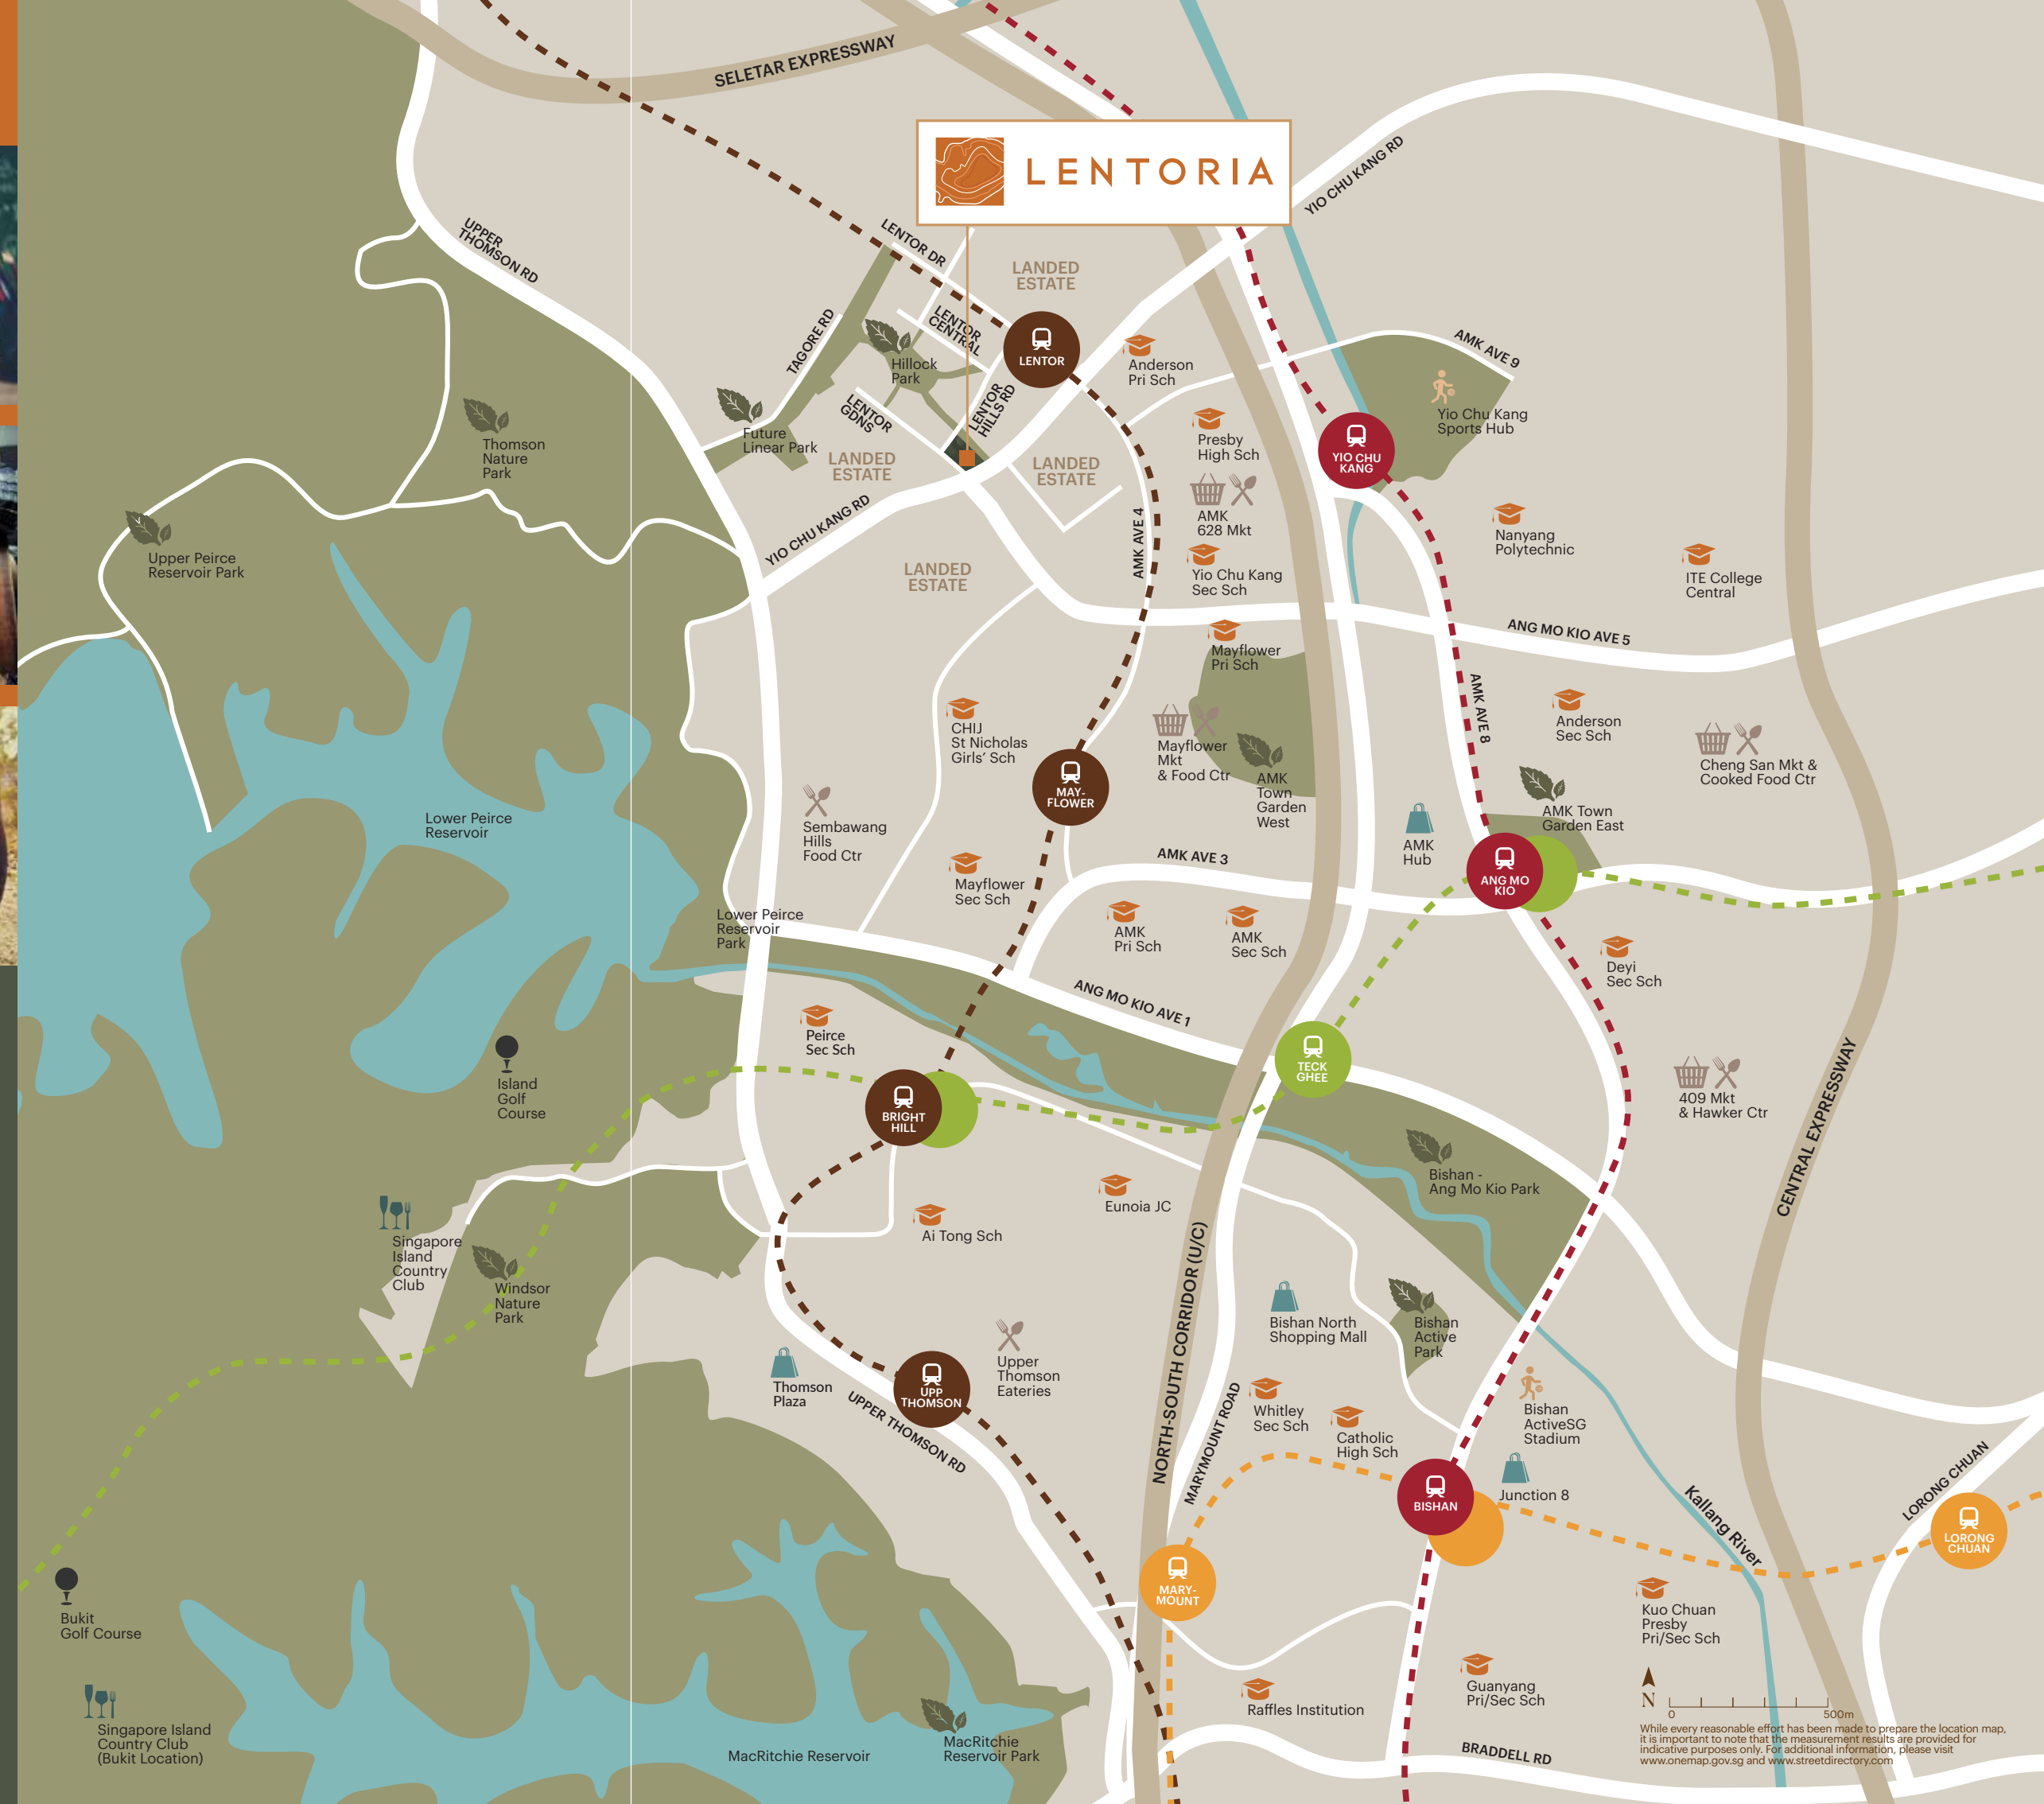 SELETAR EXPRESSWAY
LENTORIA
YIO CHU KANG RD
UPPER
THOMSON RD
LENTOR DR
LANDED
ESTATE
LENTOR
CENTRAL
TAGORE RD
LENTOR
Hillock
Park
Anderson
Pri Sch
AMK AVE 9
LENTOR
HILLS RD
LENTOR
GDNS
Future
Linear Park
Thomson
Nature
Park
LANDED
ESTATE
LANDED
ESTATE
Presby
High Sch
YIO CHU
KANG
Yio Chu Kang
Sports Hub
AMK
628 Mkt
Nanyang
Polytechnic
YIO CHU KANG RD
AMK AVE 4
Upper Peirce
Reservoir Park
LANDED
ESTATE
Yio Chu Kang
Sec Sch
ITE College
Central
ANG MO KIO AVE 5
Mayflower
Pri Sch
AMK AVE 8
CHIJ
St Nicholas
Girls’ Sch
Anderson
Sec Sch
Mayflower
Mkt
& Food Ctr
Cheng San Mkt &
Cooked Food Ctr
MAY-
FLOWER
AMK
Town
Garden
West
AMK Town
Garden East
Lower Peirce
Reservoir
Sembawang
Hills
Food Ctr
AMK
Hub
AMK AVE 3
ANG MO
KIO
Mayflower
Sec Sch
Lower Peirce
Reservoir
Park
AMK
Pri Sch
AMK
Sec Sch
Deyi
Sec Sch
ANG MO KIO AVE 1
Peirce
Sec Sch
TECK
GHEE
Island
Golf
Course
BRIGHT
HILL
409 Mkt
& Hawker Ctr
CENTRAL EXPRESSWAY
Bishan -
Ang Mo Kio Park
Eunoia JC
Ai Tong Sch
Singapore
Island
Country
Club
Windsor
Nature
Park
NORTH-SOUTH CORRIDOR (U/C)
Bishan North
Shopping Mall
Bishan
Active
Park
Upper
Thomson
Eateries
Thomson
Plaza
UPP
THOMSON
UPPER THOMSON RD
MARYMOUNT ROAD
Whitley
Sec Sch
Catholic
High Sch
Bishan
ActiveSG
Stadium
BISHAN
Junction 8
Kallang River
LORONG CHUAN
LORONG
CHUAN
MARY-
MOUNT
Bukit
Golf Course
Kuo Chuan
Presby
Pri/Sec Sch
Guanyang
Pri/Sec Sch
Raffles Institution
Singapore Island
Country Club
(Bukit Location)
MacRitchie Reservoir
MacRitchie
Reservoir Park
BRADDELL RD
N
0 500m
While every reasonable effort has been made to prepare the location map,
it is important to note that the measurement results are provided for
indicative purposes only. For additional information, please visit
www.onemap.gov.sg and www.streetdirectory.com